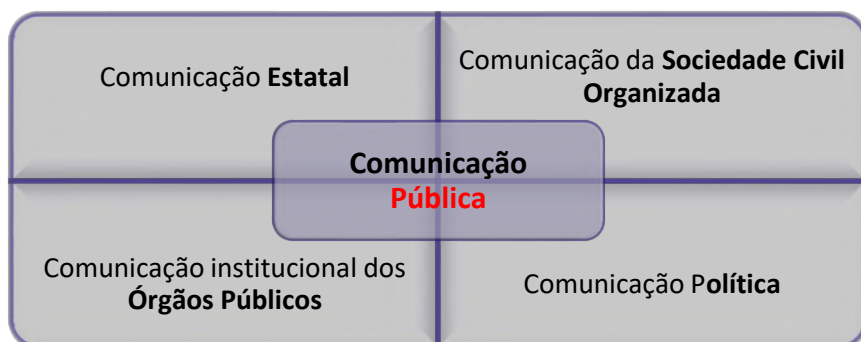 Comunicação Estatal
Comunicação da Sociedade Civil
Organizada
Comunicação
Pública
Comunicação institucional dos
Órgãos Públicos
Comunicação Política